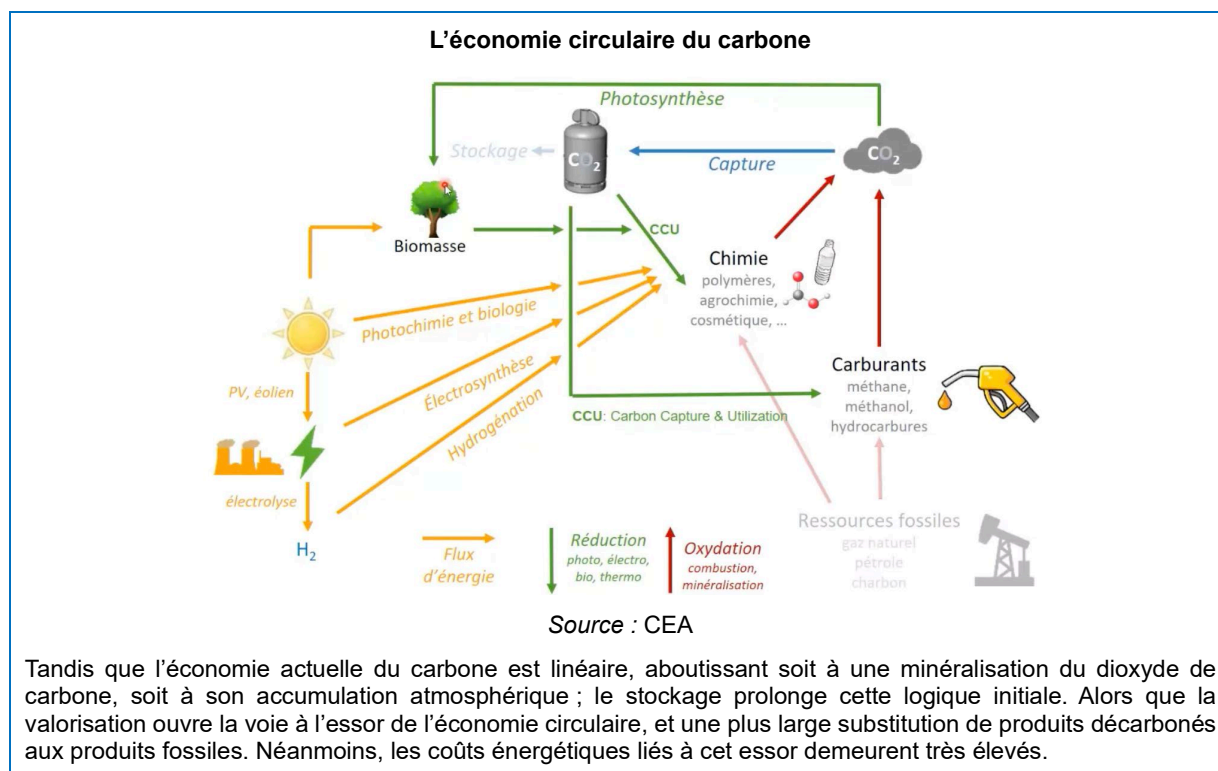 L'économie circulaire du carbone
Photosynthèse
Stockage
CO₂
Capture
CO₂
Biomasse
CCU
Chimie
polymères,
agrochimie,
cosmétique, ...
Photochimie et biologie
PV, éolien
Électrosynthèse
Hydrogénation
Carburants
méthane,
méthanol,
hydrocarbures
CCU: Carbon Capture & Utilization
électrolyse
H₂
Flux
d'énergie
Réduction
photo, électro,
bio, thermo
Oxydation
combustion,
minéralisation
Ressources fossiles
gaz naturel
pétrole
charbon
Source : CEA
Tandis que l'économie actuelle du carbone est linéaire, aboutissant soit à une minéralisation du dioxyde de
carbone, soit à son accumulation atmosphérique ; le stockage prolonge cette logique initiale. Alors que la
valorisation ouvre la voie à l'essor de l'économie circulaire, et une plus large substitution de produits décarbonés
aux produits fossiles. Néanmoins, les coûts énergétiques liés à cet essor demeurent très élevés.